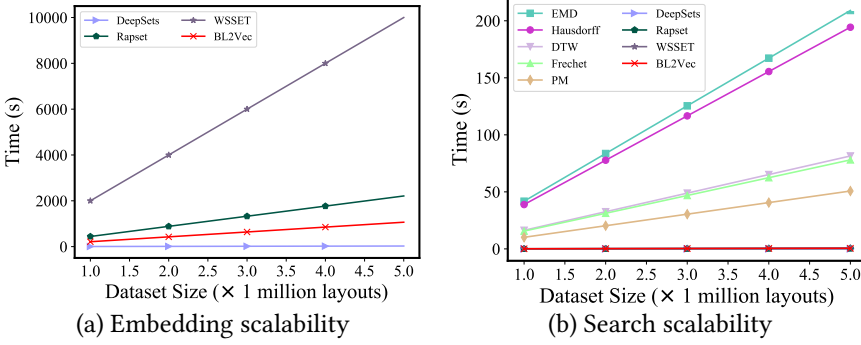 DeepSets
Rapset
WSSET
BL2Vec
10000
8000
6000
4000
2000
0
Time (s)
1.0 1.5 2.0 2.5 3.0 3.5 4.0 4.5 5.0
Dataset Size (× 1 million layouts)
(a) Embedding scalability
EMD
Hausdorff
DTW
Frechet
PM
DeepSets
Rapset
WSSET
BL2Vec
200
150
100
50
0
Time (s)
1.0 1.5 2.0 2.5 3.0 3.5 4.0 4.5 5.0
Dataset Size (× 1 million layouts)
(b) Search scalability